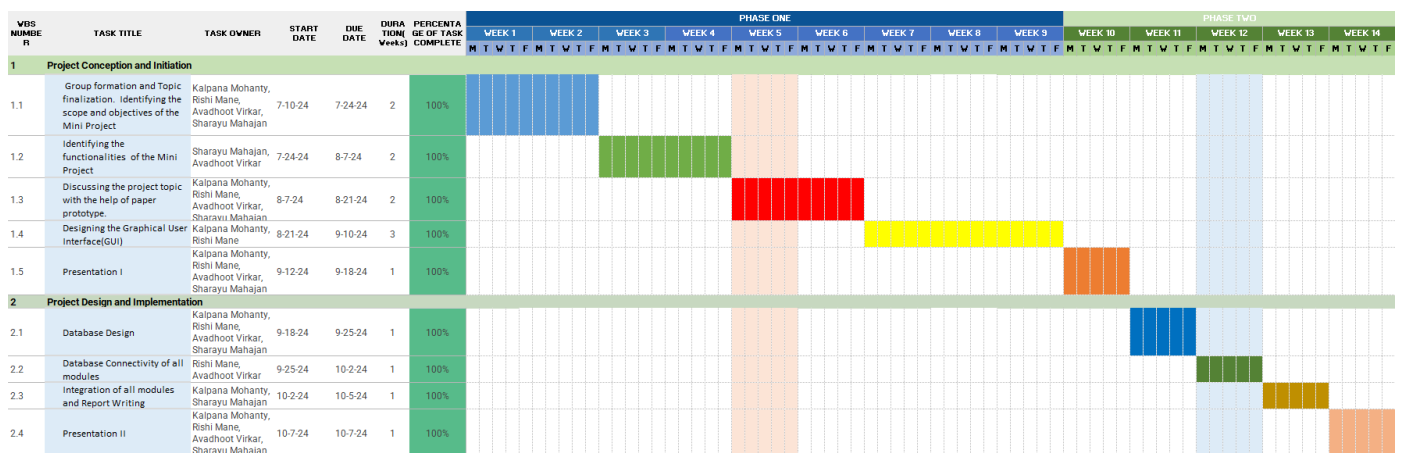 PHASE ONE PHASE TWO
WBS NUMBE R TASK TITLE TASK OWNER START DATE DUE DATE DURA TION( Weeks) PERCENTA GE OF TASK COMPLETE WEEK 1 WEEK 2 WEEK 3 WEEK 4 WEEK 5 WEEK 6 WEEK 7 WEEK 8 WEEK 9 WEEK 10 WEEK 11 WEEK 12 WEEK 13 WEEK 14
M T W T F M T W T F M T W T F M T W T F M T W T F M T W T F M T W T F M T W T F M T W T F M T W T F M T W T F M T W T F M T W T F M T W T F
1 Project Conception and Initiation
1.1
Group formation and Topic
finalization. Identifying the
scope and objectives of the
Mini Project
Kalpana Mohanty,
Rishi Mane,
Avadhoot Virkar,
Sharayu Mahajan
7-10-24 7-24-24 2 100%
1.2
Identifying the
functionalities of the Mini
Project
Sharayu Mahajan,
Avadhoot Virkar
7-24-24 8-7-24 2 100%
1.3
Discussing the project topic
with the help of paper
prototype.
Kalpana Mohanty,
Rishi Mane,
Avadhoot Virkar,
Sharayu Mahajan
8-7-24 8-21-24 2 100%
1.4
Designing the Graphical User
Interface(GUI)
Kalpana Mohanty,
Rishi Mane
8-21-24 9-10-24 3 100%
1.5
Presentation I
Kalpana Mohanty,
Rishi Mane,
Avadhoot Virkar,
Sharayu Mahajan
9-12-24 9-18-24 1 100%
2 Project Design and Implementation
2.1
Database Design
Kalpana Mohanty,
Rishi Mane,
Avadhoot Virkar,
Sharayu Mahajan
9-18-24 9-25-24 1 100%
2.2
Database Connectivity of all
modules
Rishi Mane,
Avadhoot Virkar
9-25-24 10-2-24 1 100%
2.3
Integration of all modules
and Report Writing
Kalpana Mohanty,
Sharayu Mahajan
10-2-24 10-5-24 1 100%
2.4
Presentation II
Kalpana Mohanty,
Rishi Mane,
Avadhoot Virkar,
Sharayu Mahajan
10-7-24 10-7-24 1 100%